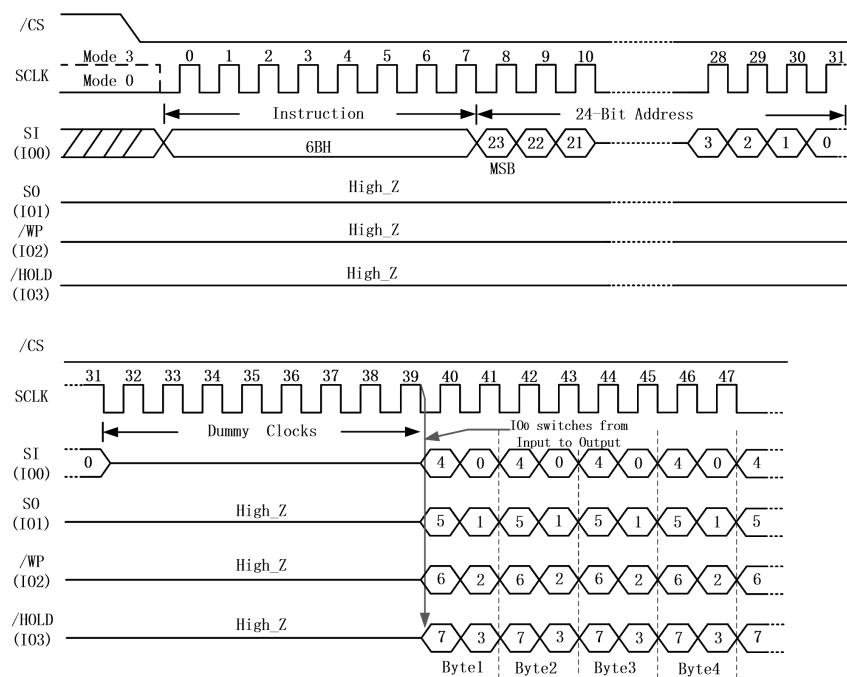 /CS
Mode 3 0 1 2 3 4 5 6 7 8 9 10 28 29 30 31
SCLK Mode 0
Instruction 24-Bit Address
SI
(IO0) 6BH 23 22 21 3 2 1 0
MSB
SO
(IO1) High_Z
/WP
(IO2) High_Z
/HOLD
(IO3) High_Z
/CS
31 32 33 34 35 36 37 38 39 40 41 42 43 44 45 46 47
SCLK
Dummy Clocks
IO0 switches from
Input to Output
SI
(IO0) 0 4 0 4 0 4 0 4 0 4
SO
(IO1) High_Z 5 1 5 1 5 1 5 1 5
/WP
(IO2) High_Z 6 2 6 2 6 2 6 2 6
/HOLD
(IO3) High_Z 7 3 7 3 7 3 7 3 7
Byte1 Byte2 Byte3 Byte4